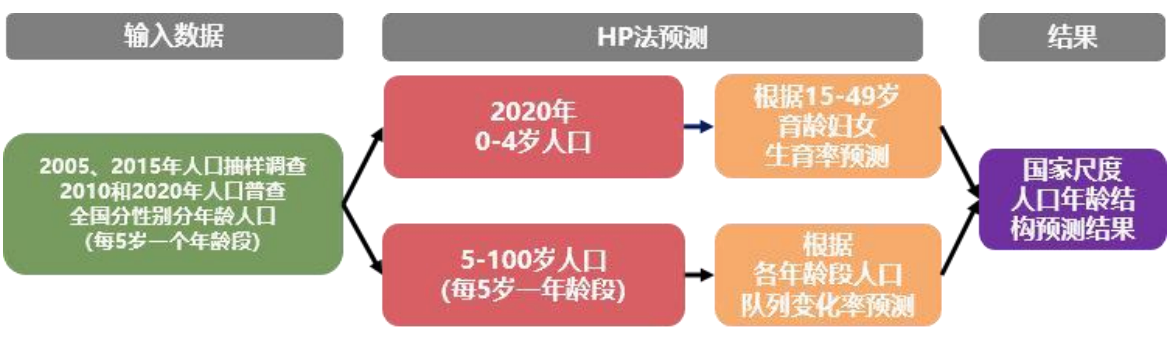 输入数据
HP法预测
结果
2005、2015年人口抽样调查
2010和2020年人口普查
全国分性别分年龄人口
(每5岁一个年龄段)
2020年
0-4岁人口
根据15-49岁
育龄妇女
生育率预测
5-100岁人口
(每5岁一年龄段)
根据
各年龄段人口
队列变化率预测
国家尺度
人口年龄结
构预测结果